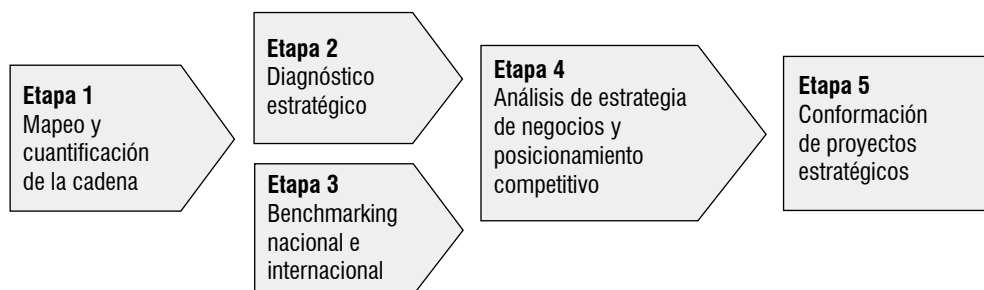 Etapa 1
Mapeo y
cuantificación
de la cadena
Etapa 2
Diagnóstico
estratégico
Etapa 3
Benchmarking
nacional e
internacional
Etapa 4
Análisis de estrategia
de negocios y
posicionamiento
competitivo
Etapa 5
Conformación
de proyectos
estratégicos